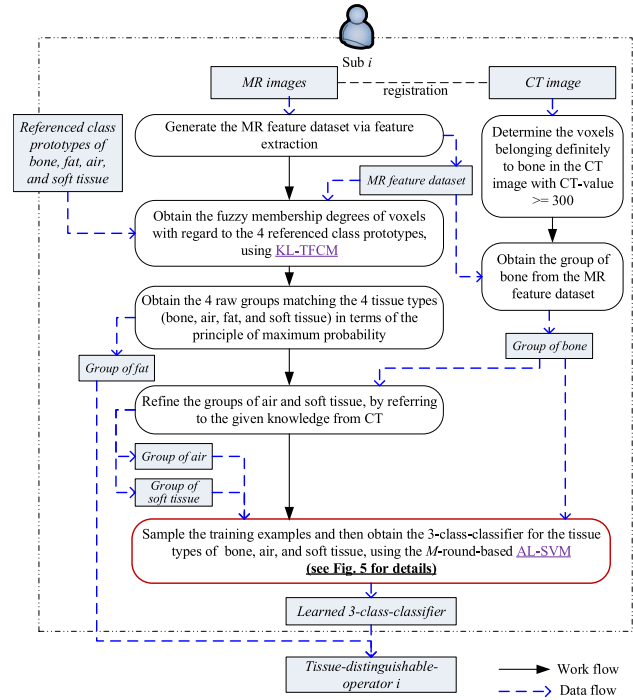 Sub i
MR images
registration
CT image
Referenced class
prototypes of
bone, fat, air,
and soft tissue
Generate the MR feature dataset via feature
extraction
Determine the voxels
belonging definitely
to bone in the CT
image with CT-value
>= 300
MR feature dataset
Obtain the fuzzy membership degrees of voxels
with regard to the 4 referenced class prototypes,
using KL-TFCM
Obtain the group of
bone from the MR
feature dataset
Obtain the 4 raw groups matching the 4 tissue types
(bone, air, fat, and soft tissue) in terms of the
principle of maximum probability
Group of bone
Group of fat
Refine the groups of air and soft tissue, by referring
to the given knowledge from CT
Group of air
Group of
soft tissue
Sample the training examples and then obtain the 3-class-classifier for the tissue
types of bone, air, and soft tissue, using the M-round-based AL-SVM
(see Fig. 5 for details)
Learned 3-class-classifier
Tissue-distinguishable-
operator i
Work flow
Data flow